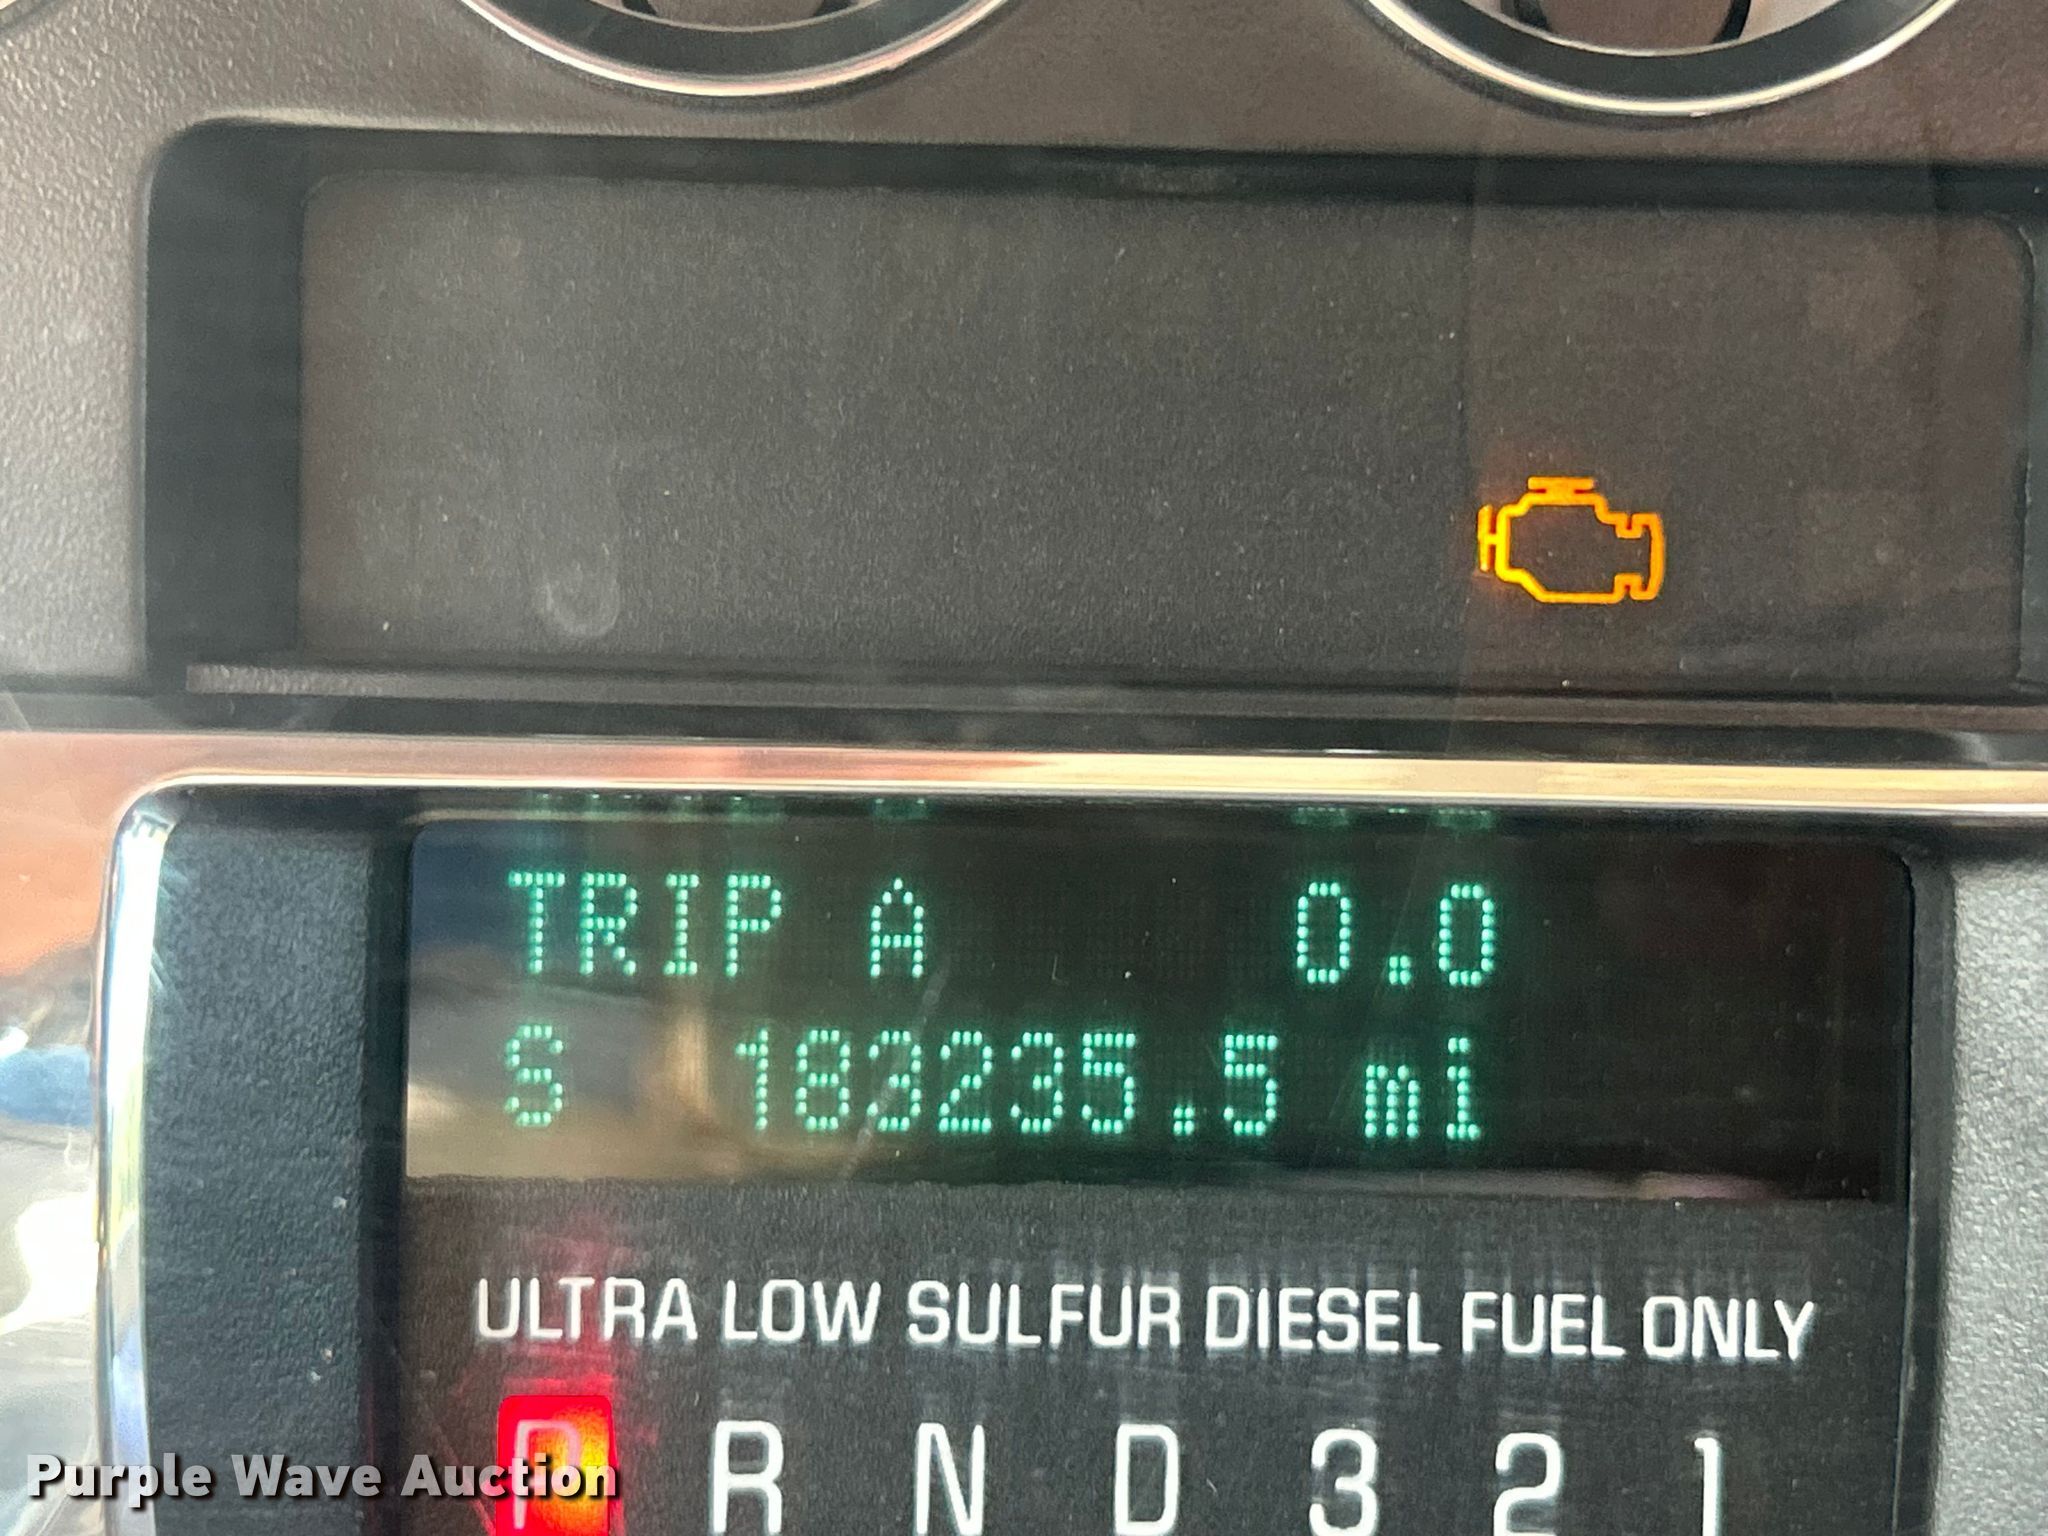 TRIP A 0.0
S 183235.5 mi
ULTRA LOW SULFUR DIESEL FUEL ONLY
P R N D 3 2 1
Purple Wave Auction